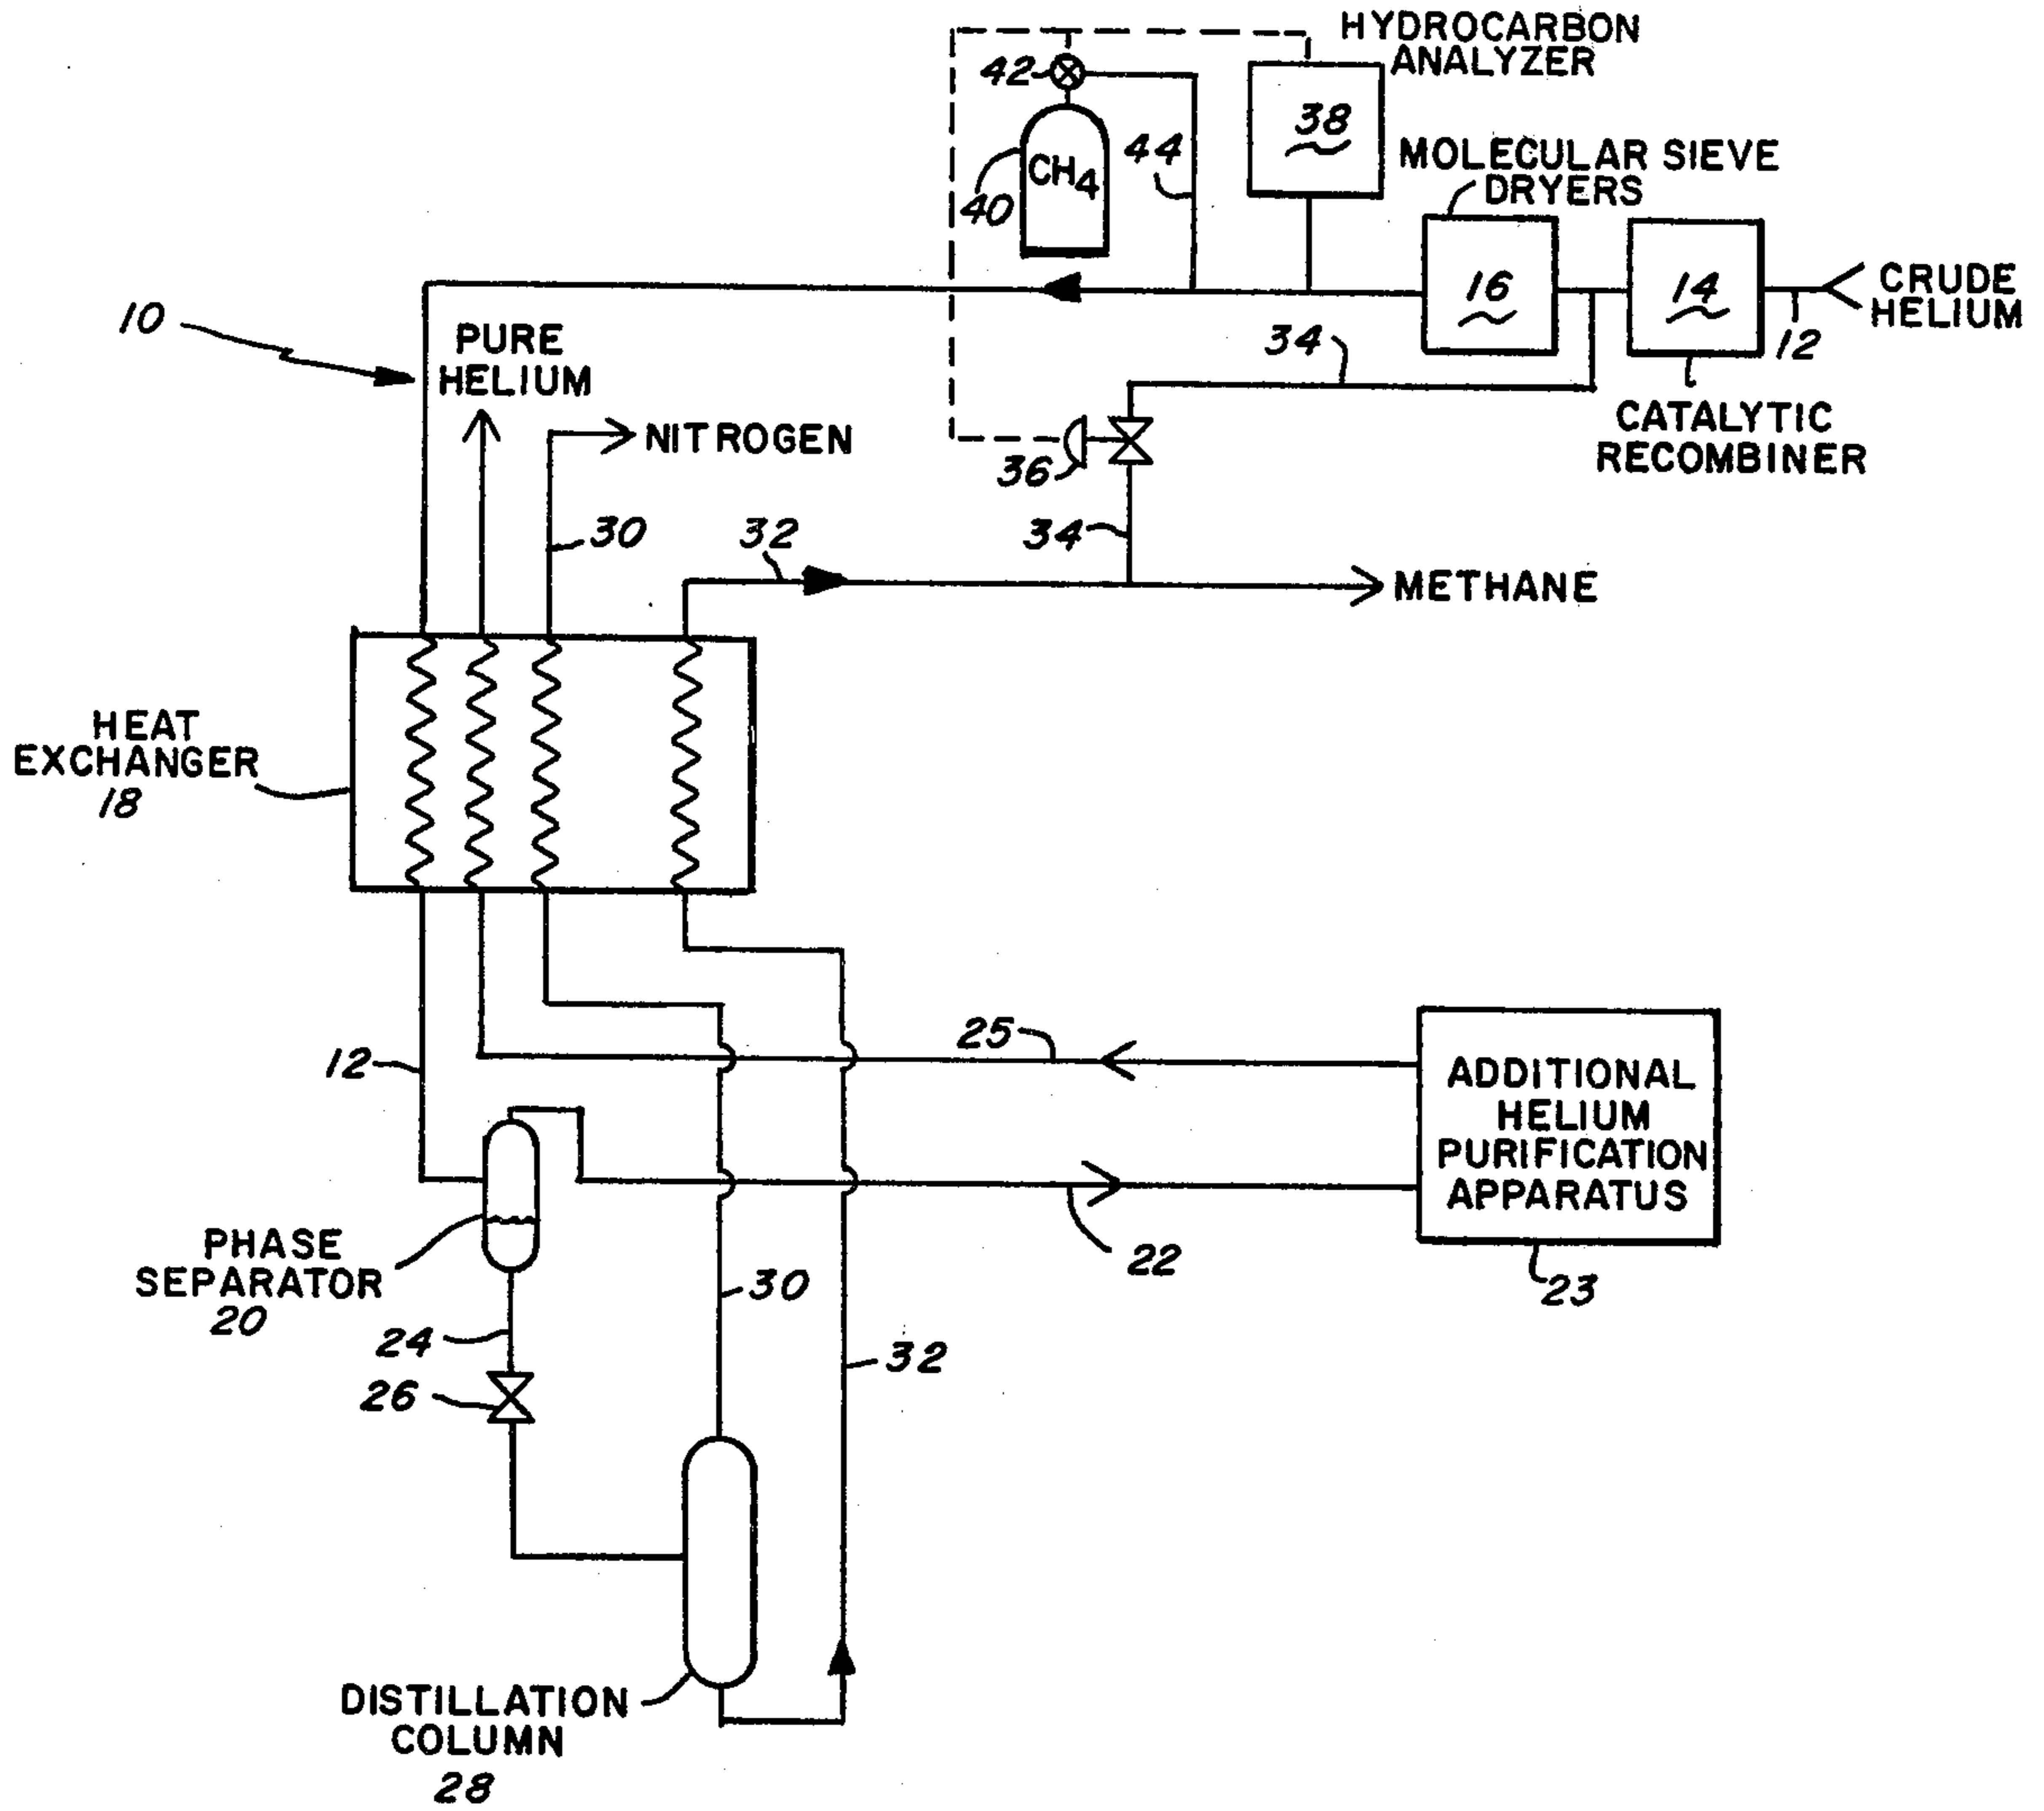 HYDROCARBON
ANALYZER
42
38
CH4
40
44
MOLECULAR SIEVE
DRYERS
16
14
CRUDE
HELIUM
12
10
PURE
HELIUM
34
CATALYTIC
RECOMBINER
NITROGEN
36
30
32
34
METHANE
HEAT
EXCHANGER
18
12
25
ADDITIONAL
HELIUM
PURIFICATION
APPARATUS
22
23
PHASE
SEPARATOR
20
30
24
32
26
DISTILLATION
COLUMN
28